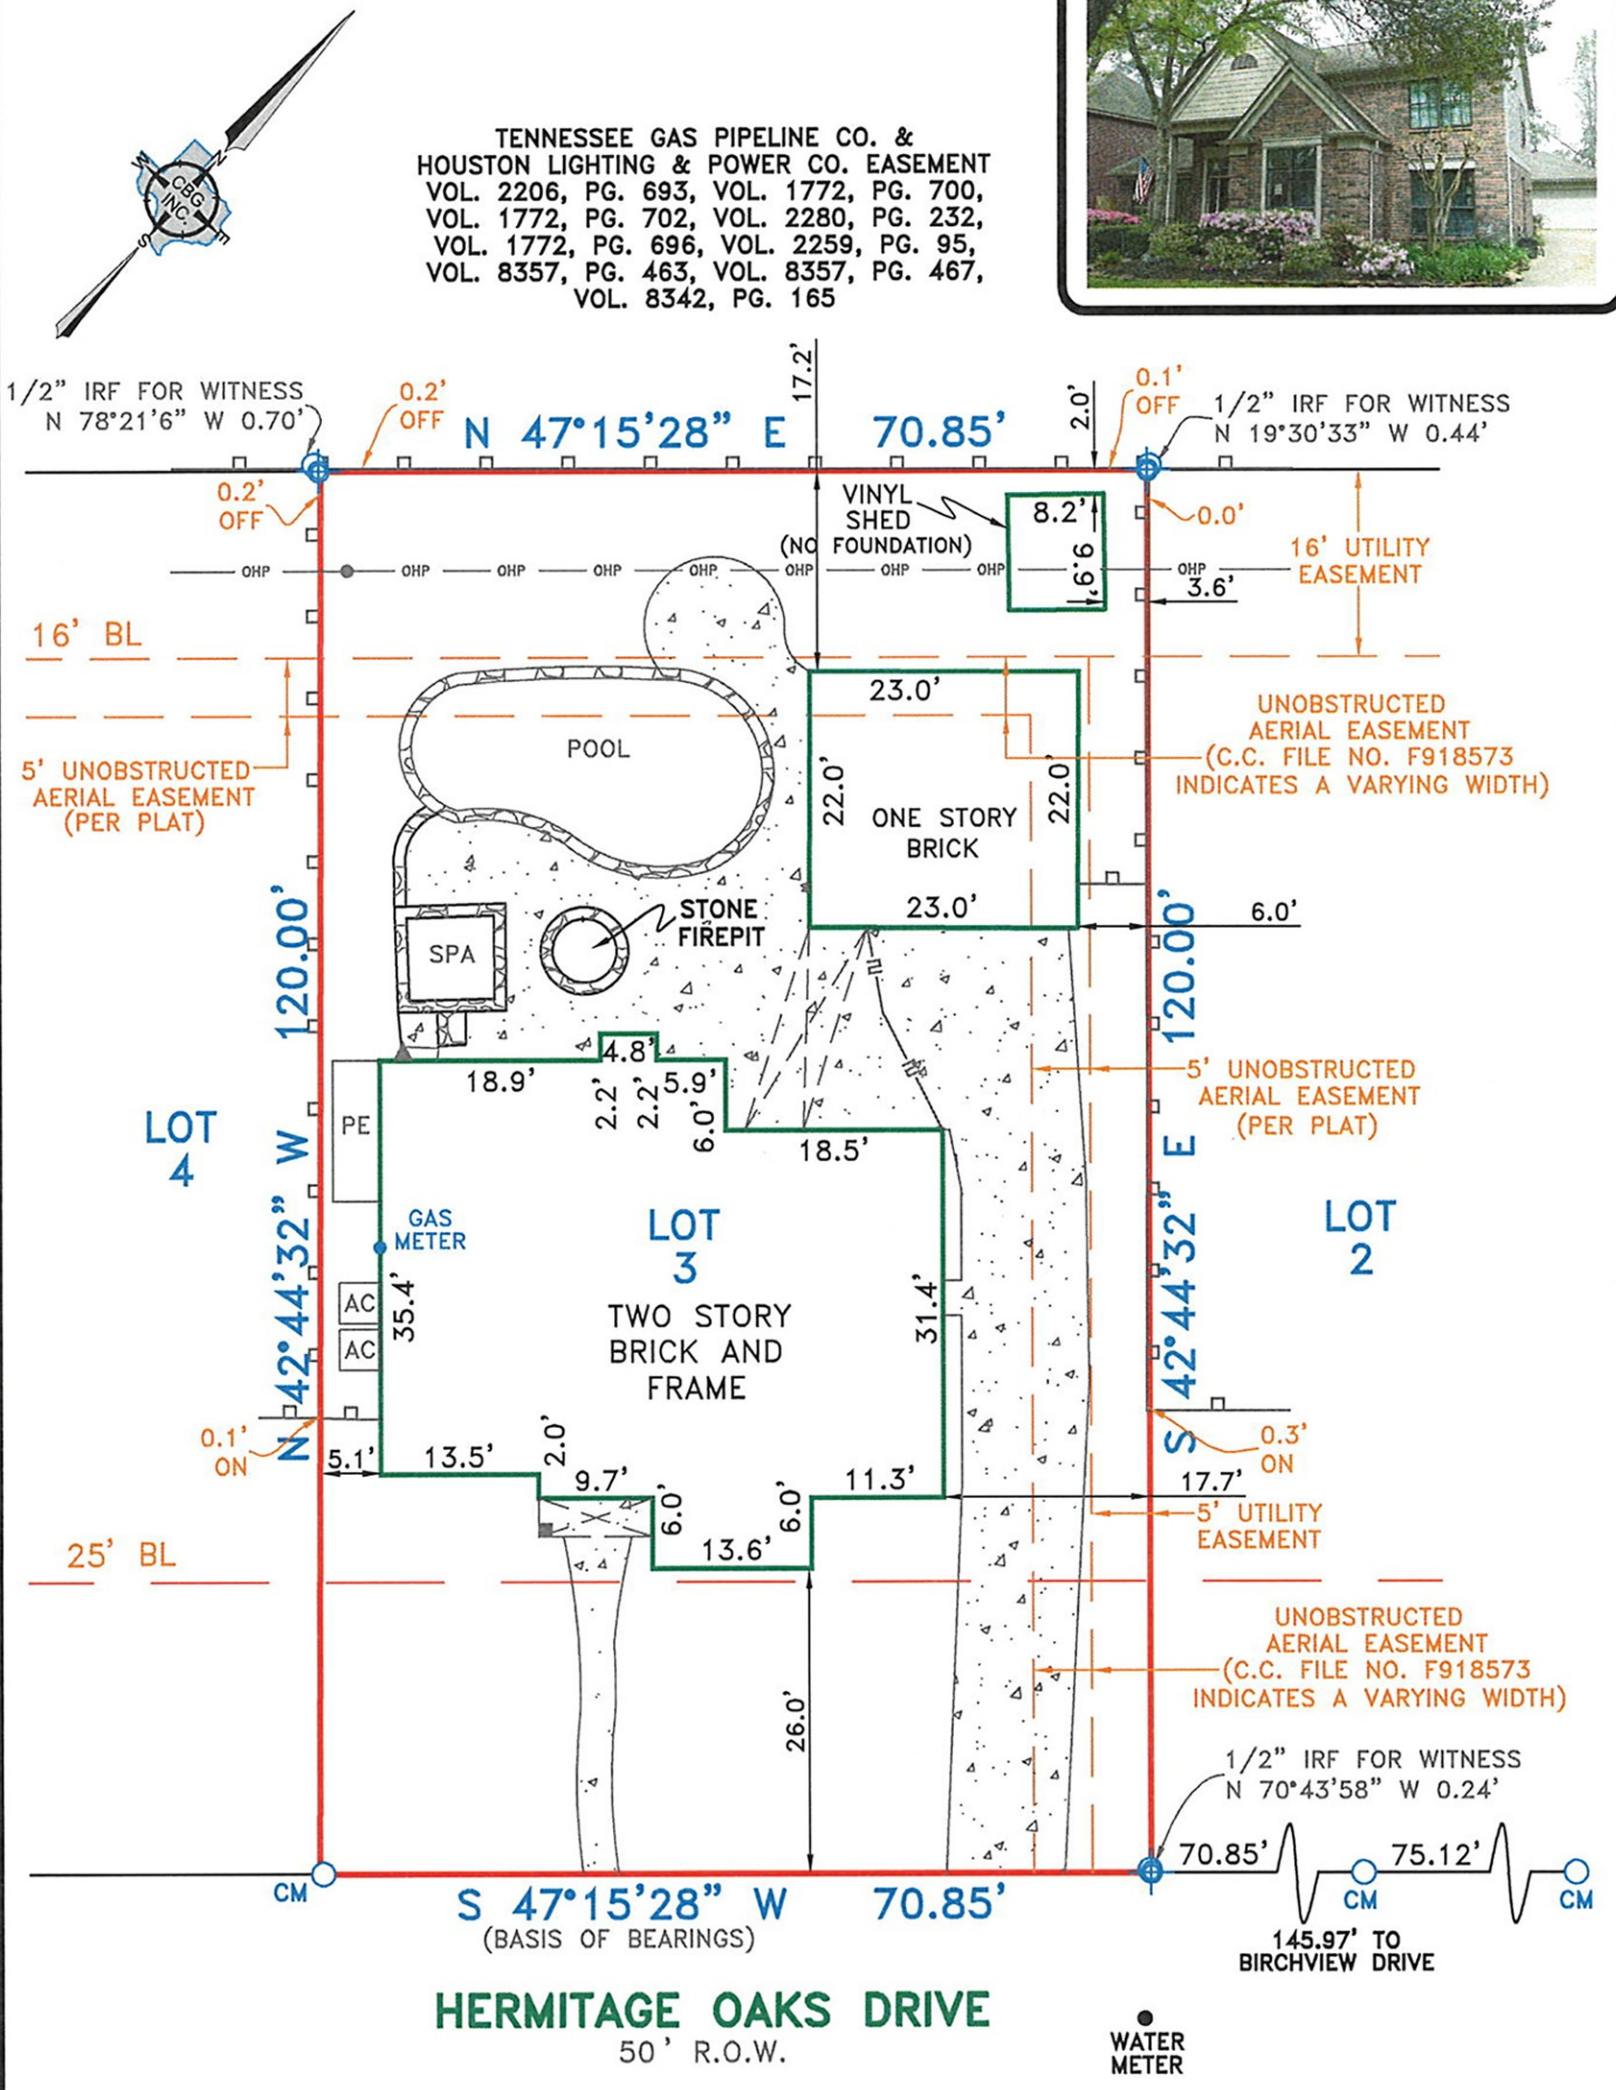 N
W
CBG
INC.
E
S
TENNESSEE GAS PIPELINE CO. &
HOUSTON LIGHTING & POWER CO. EASEMENT
VOL. 2206, PG. 693, VOL. 1772, PG. 700,
VOL. 1772, PG. 702, VOL. 2280, PG. 232,
VOL. 1772, PG. 696, VOL. 2259, PG. 95,
VOL. 8357, PG. 463, VOL. 8357, PG. 467,
VOL. 8342, PG. 165
1/2" IRF FOR WITNESS
N 78°21'6" W 0.70'
0.2'
OFF
N 47°15'28" E 70.85'
17.2'
2.0'
0.1'
OFF
1/2" IRF FOR WITNESS
N 19°30'33" W 0.44'
0.2'
OFF
VINYL
SHED
(NO FOUNDATION)
8.2'
9.9'
0.0'
16' UTILITY
EASEMENT
OHP OHP OHP OHP OHP OHP OHP OHP OHP
3.6'
16' BL
5' UNOBSTRUCTED
AERIAL EASEMENT
(PER PLAT)
POOL
23.0'
22.0'
22.0'
ONE STORY
BRICK
23.0'
UNOBSTRUCTED
AERIAL EASEMENT
(C.C. FILE NO. F918573
INDICATES A VARYING WIDTH)
6.0'
SPA
STONE
FIREPIT
N 42°44'32" W 120.00'
S 42°44'32" E 120.00'
4.8'
18.9'
2.2'
2.2'
5.9'
6.0'
18.5'
5' UNOBSTRUCTED
AERIAL EASEMENT
(PER PLAT)
LOT
4
PE
GAS
METER
LOT
3
LOT
2
AC
AC
35.4'
31.4'
TWO STORY
BRICK AND
FRAME
0.1'
ON
5.1'
13.5'
2.0'
9.7'
6.0'
6.0'
11.3'
13.6'
0.3'
ON
17.7'
5' UTILITY
EASEMENT
25' BL
26.0'
UNOBSTRUCTED
AERIAL EASEMENT
(C.C. FILE NO. F918573
INDICATES A VARYING WIDTH)
1/2" IRF FOR WITNESS
N 70°43'58" W 0.24'
CM
S 47°15'28" W 70.85'
(BASIS OF BEARINGS)
70.85'
CM
75.12'
CM
145.97' TO
BIRCHVIEW DRIVE
HERMITAGE OAKS DRIVE
50' R.O.W.
WATER
METER